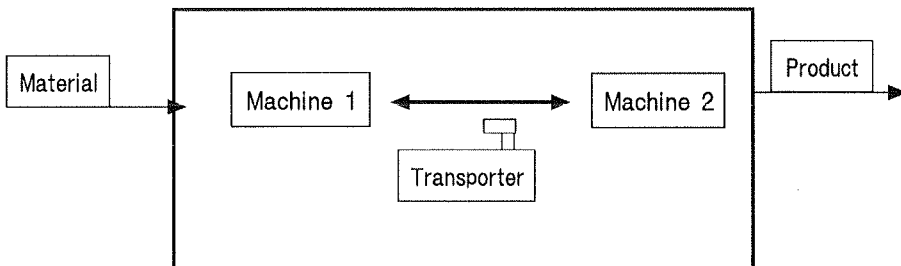 Material
Machine 1
Machine 2
Product
Transporter